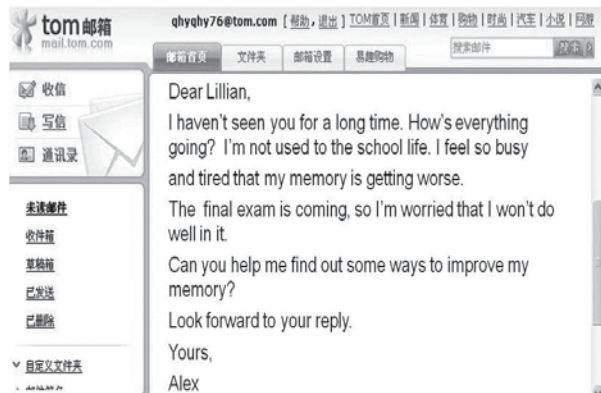 tom邮箱
mail.tom.com
qhyqhy76@tom.com [ 帮助, 退出 ] TOM首页 | 新闻 | 体育 | 购物 | 时尚 | 汽车 | 小说 | 网游
邮箱首页 文件夹 邮箱设置 易趣购物 搜索邮件
收信
写信
通讯录
未读邮件
收件箱
草稿箱
已发送
已删除
自定义文件夹
Dear Lillian,
I haven't seen you for a long time. How's everything
going? I'm not used to the school life. I feel so busy
and tired that my memory is getting worse.
The final exam is coming, so I'm worried that I won't do
well in it.
Can you help me find out some ways to improve my
memory?
Look forward to your reply.
Yours,
Alex